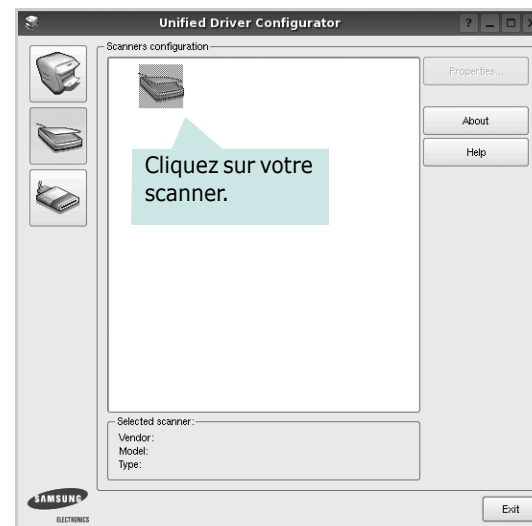 Unified Driver Configurator
Scanners configuration
Properties...
About
Help
Cliquez sur votre
scanner.
Selected scanner:
Vendor:
Model:
Type:
SAMSUNG
ELECTRONICS
Exit